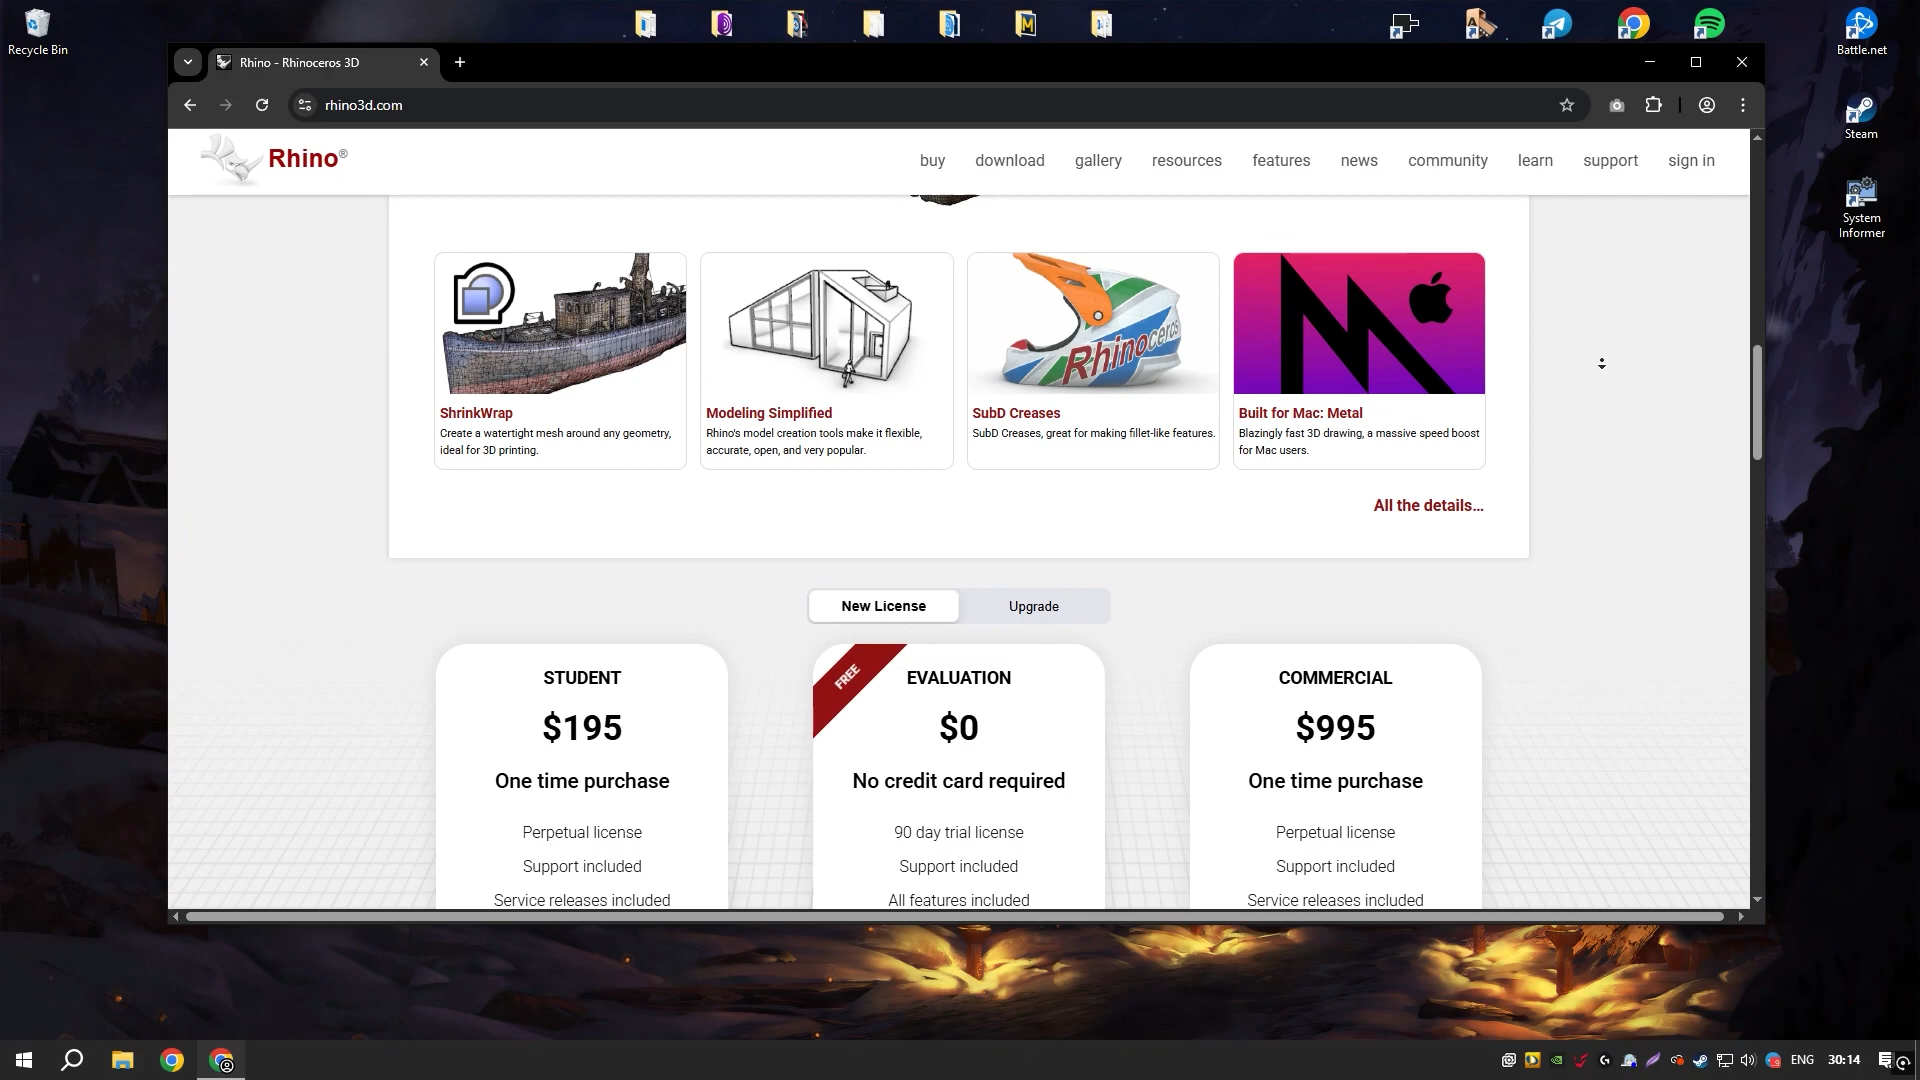 Recycle Bin
Battle.net
Steam
System
Informer
Rhino - Rhinoceros 3D
rhino3d.com
Rhino®
buy
download
gallery
resources
features
news
community
learn
support
sign in
Rhinoceros
ShrinkWrap
Create a watertight mesh around any geometry,
ideal for 3D printing.
Modeling Simplified
Rhino's model creation tools make it flexible,
accurate, open, and very popular.
SubD Creases
SubD Creases, great for making fillet-like features.
Built for Mac: Metal
Blazingly fast 3D drawing, a massive speed boost
for Mac users.
All the details...
New License
Upgrade
STUDENT
$195
One time purchase
Perpetual license
Support included
Service releases included
FREE
EVALUATION
$0
No credit card required
90 day trial license
Support included
All features included
COMMERCIAL
$995
One time purchase
Perpetual license
Support included
Service releases included
ENG
30:14